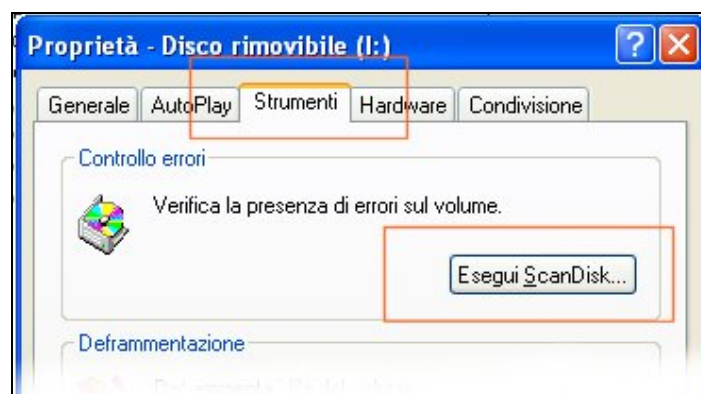 Proprietà - Disco rimovibile (I:)
Generale AutoPlay Strumenti Hardware Condivisione
Controllo errori
Verifica la presenza di errori sul volume.
Esegui ScanDisk...
Deframmentazione